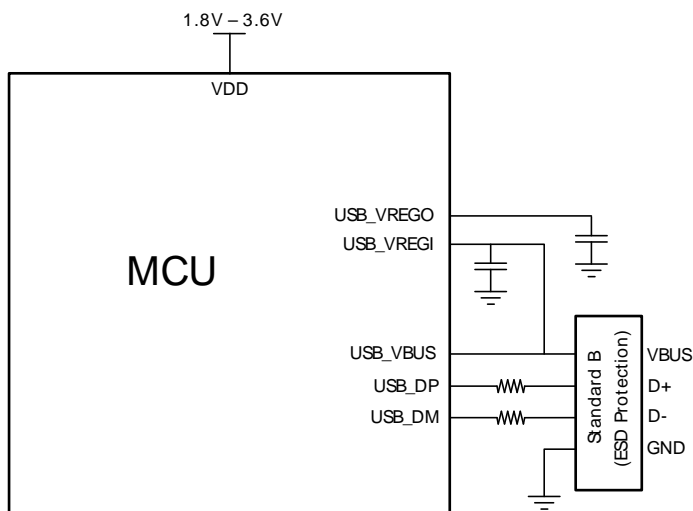 1.8V – 3.6V
VDD
USB_VREGO
USB_VREGI
MCU
USB_VBUS
USB_DP
USB_DM
Standard B
(ESD Protection)
VBUS
D+
D-
GND